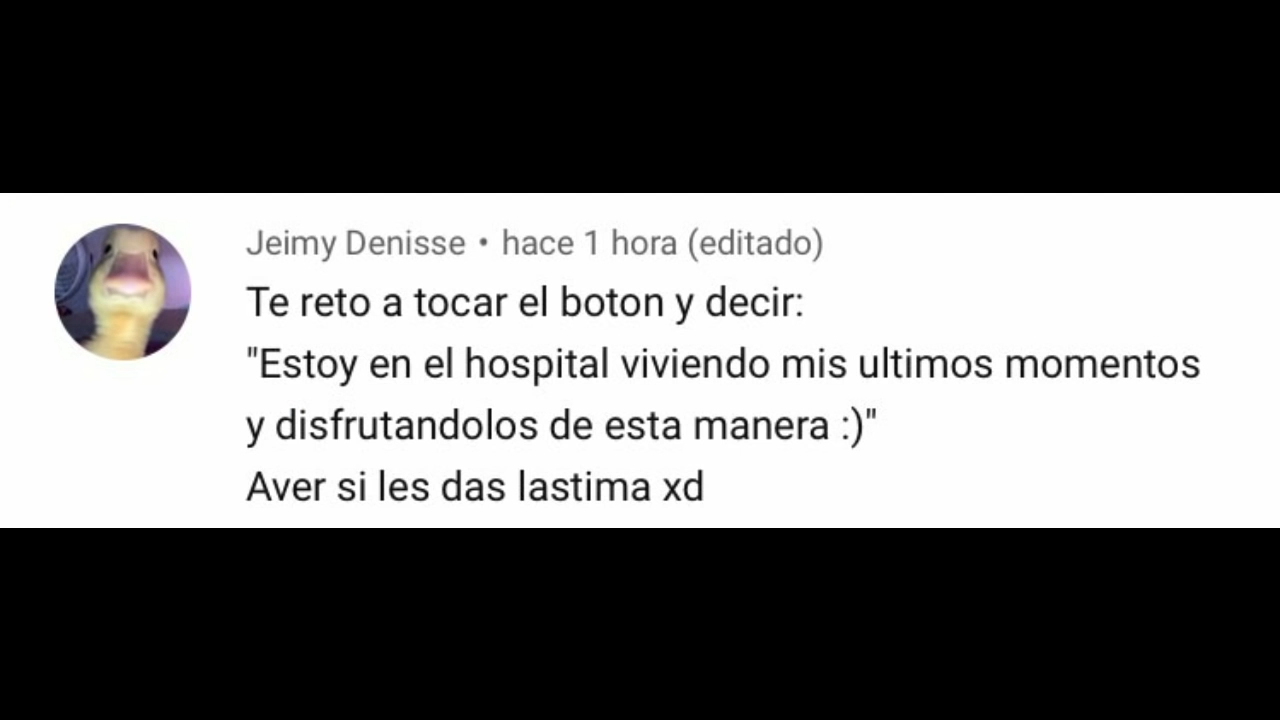 Jeimy Denisse • hace 1 hora (editado)
Te reto a tocar el boton y decir:
"Estoy en el hospital viviendo mis ultimos momentos
y disfrutandolos de esta manera :)"
Aver si les das lastima xd